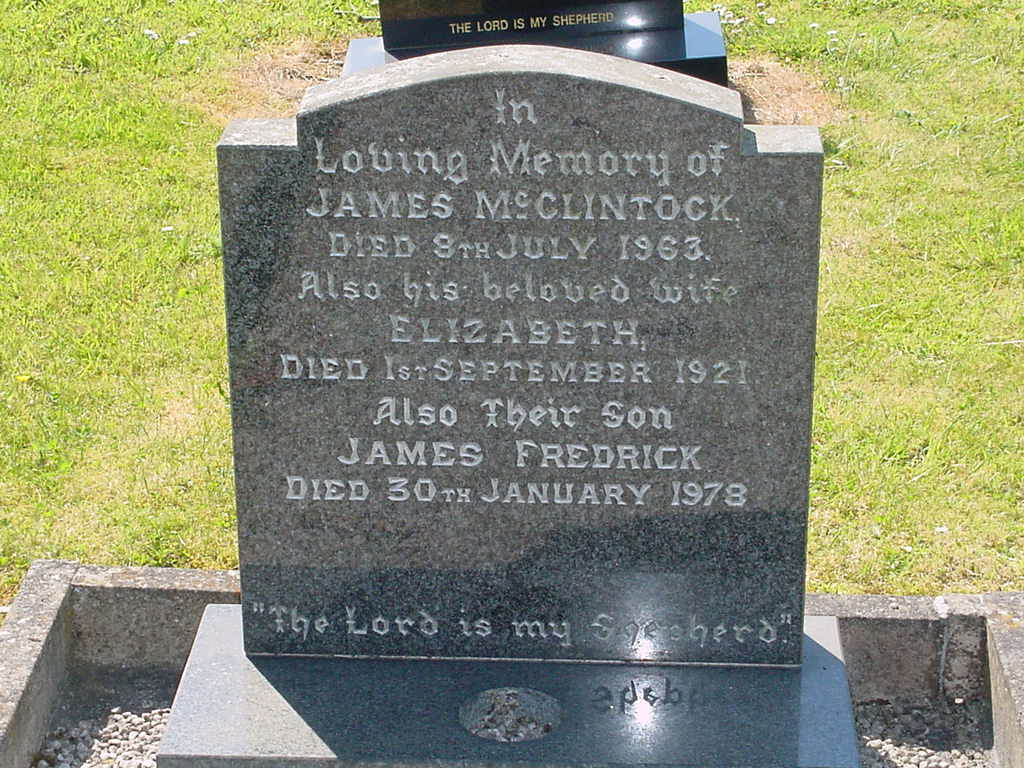 THE LORD IS MY SHEPHERD
In
Loving Memory of
JAMES McCLINTOCK,
DIED 8TH JULY 1963.
Also his beloved wife
ELIZABETH,
DIED 1ST SEPTEMBER 1921
Also Their Son
JAMES FREDRICK
DIED 30TH JANUARY 1978
"The Lord is my Shepherd".